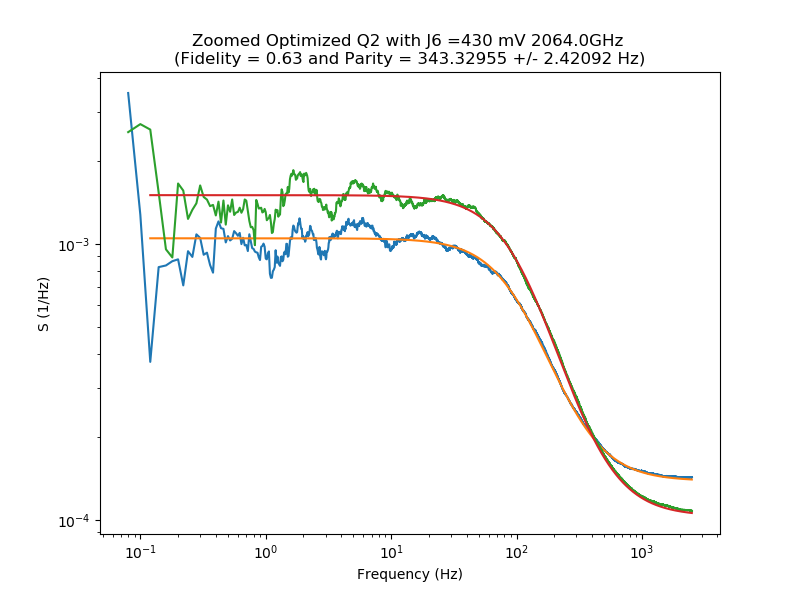 Zoomed Optimized Q2 with J6 =430 mV 2064.0GHz
(Fidelity = 0.63 and Parity = 343.32955 +/- 2.42092 Hz)
S (1/Hz)
10⁻³
10⁻⁴
10⁻¹ 10⁰ 10¹ 10² 10³
Frequency (Hz)